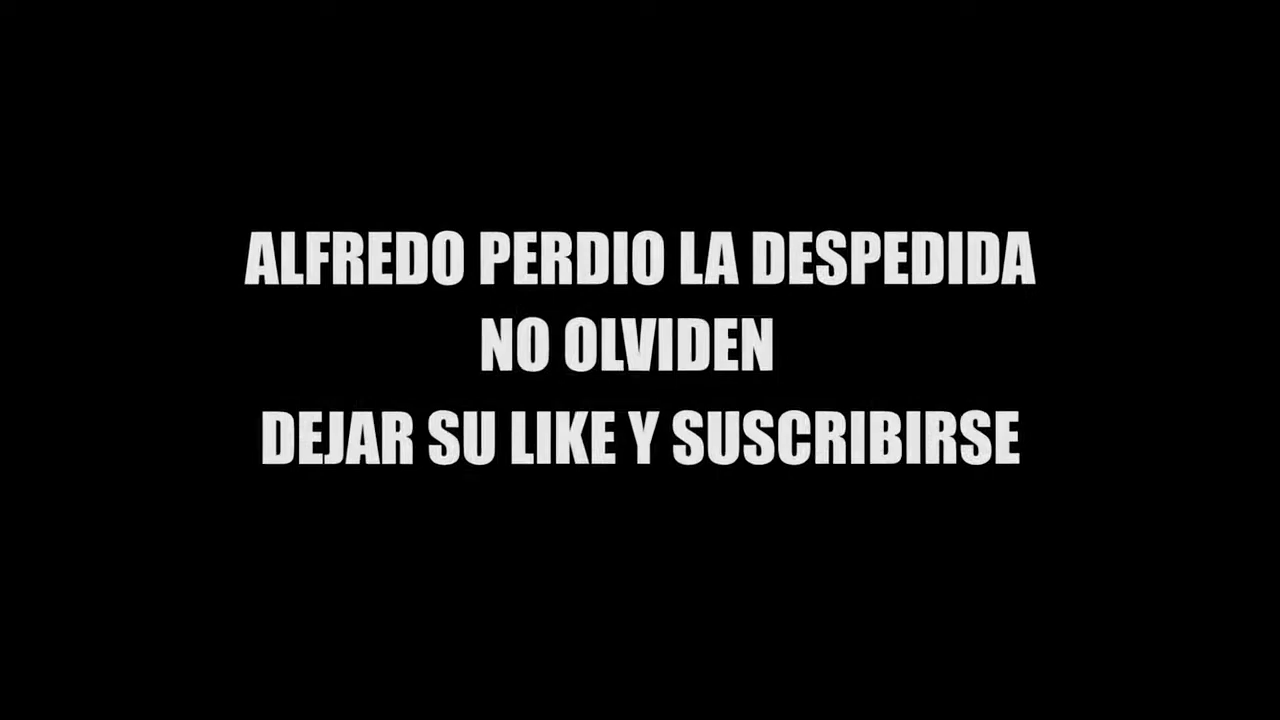 ALFREDO PERDIO LA DESPEDIDA
NO OLVIDEN
DEJAR SU LIKE Y SUSCRIBIRSE